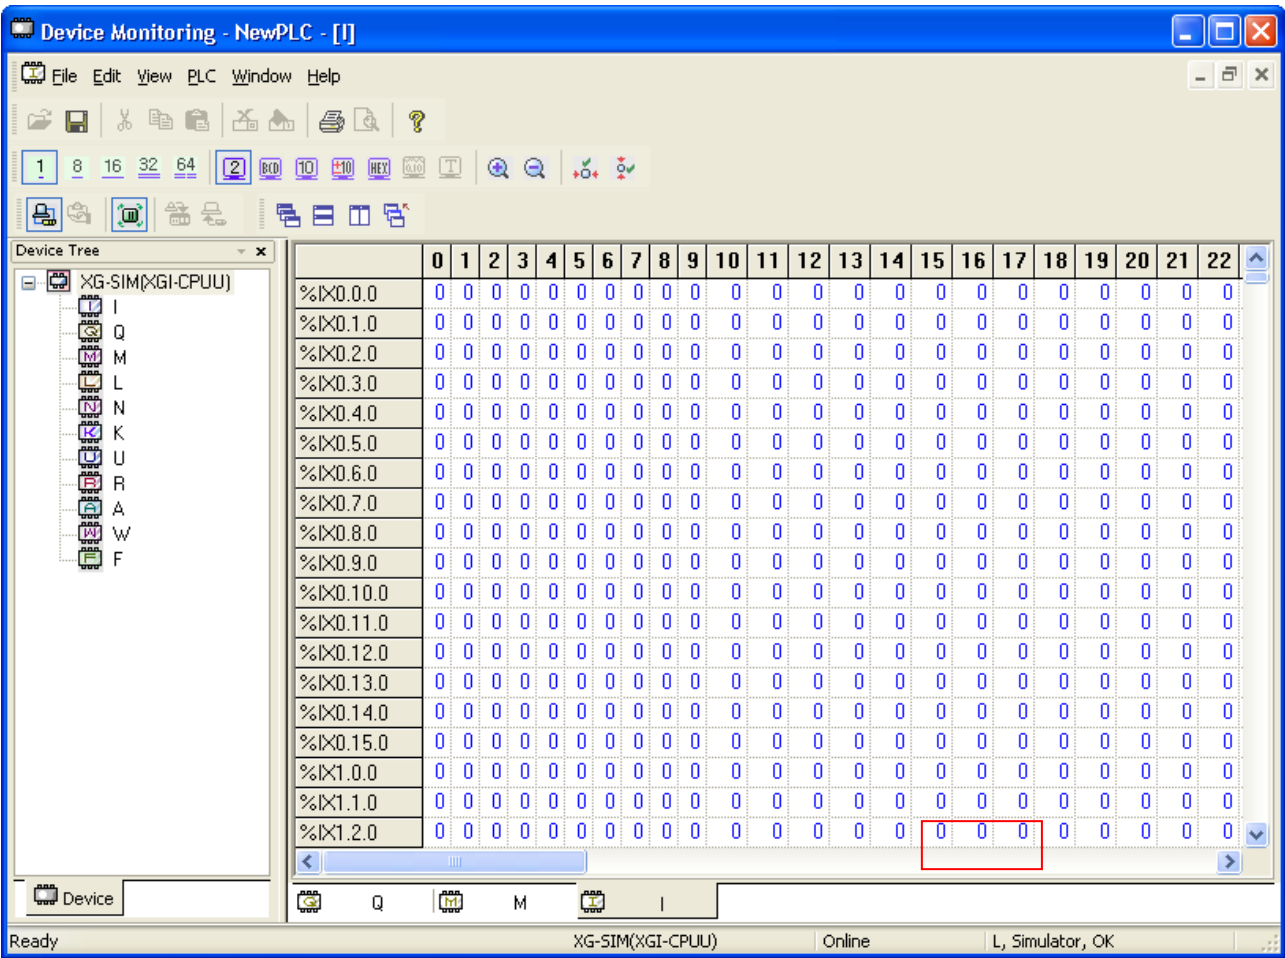 Device Monitoring - NewPLC - [I]
File Edit View PLC Window Help
1 8 16 32 64 2 BCD 10 ±10 HEX 0.10 T
Device Tree
XG-SIM(XGI-CPUU)
I
Q
M
L
N
K
U
R
A
W
F
0 1 2 3 4 5 6 7 8 9 10 11 12 13 14 15 16 17 18 19 20 21 22
%IX0.0.0 0 0 0 0 0 0 0 0 0 0 0 0 0 0 0 0 0 0 0 0 0 0 0
%IX0.1.0 0 0 0 0 0 0 0 0 0 0 0 0 0 0 0 0 0 0 0 0 0 0 0
%IX0.2.0 0 0 0 0 0 0 0 0 0 0 0 0 0 0 0 0 0 0 0 0 0 0 0
%IX0.3.0 0 0 0 0 0 0 0 0 0 0 0 0 0 0 0 0 0 0 0 0 0 0 0
%IX0.4.0 0 0 0 0 0 0 0 0 0 0 0 0 0 0 0 0 0 0 0 0 0 0 0
%IX0.5.0 0 0 0 0 0 0 0 0 0 0 0 0 0 0 0 0 0 0 0 0 0 0 0
%IX0.6.0 0 0 0 0 0 0 0 0 0 0 0 0 0 0 0 0 0 0 0 0 0 0 0
%IX0.7.0 0 0 0 0 0 0 0 0 0 0 0 0 0 0 0 0 0 0 0 0 0 0 0
%IX0.8.0 0 0 0 0 0 0 0 0 0 0 0 0 0 0 0 0 0 0 0 0 0 0 0
%IX0.9.0 0 0 0 0 0 0 0 0 0 0 0 0 0 0 0 0 0 0 0 0 0 0 0
%IX0.10.0 0 0 0 0 0 0 0 0 0 0 0 0 0 0 0 0 0 0 0 0 0 0 0
%IX0.11.0 0 0 0 0 0 0 0 0 0 0 0 0 0 0 0 0 0 0 0 0 0 0 0
%IX0.12.0 0 0 0 0 0 0 0 0 0 0 0 0 0 0 0 0 0 0 0 0 0 0 0
%IX0.13.0 0 0 0 0 0 0 0 0 0 0 0 0 0 0 0 0 0 0 0 0 0 0 0
%IX0.14.0 0 0 0 0 0 0 0 0 0 0 0 0 0 0 0 0 0 0 0 0 0 0 0
%IX0.15.0 0 0 0 0 0 0 0 0 0 0 0 0 0 0 0 0 0 0 0 0 0 0 0
%IX1.0.0 0 0 0 0 0 0 0 0 0 0 0 0 0 0 0 0 0 0 0 0 0 0 0
%IX1.1.0 0 0 0 0 0 0 0 0 0 0 0 0 0 0 0 0 0 0 0 0 0 0 0
%IX1.2.0 0 0 0 0 0 0 0 0 0 0 0 0 0 0 0 0 0 0 0 0 0 0 0
Device
Q M I
Ready XG-SIM(XGI-CPUU) Online L, Simulator, OK